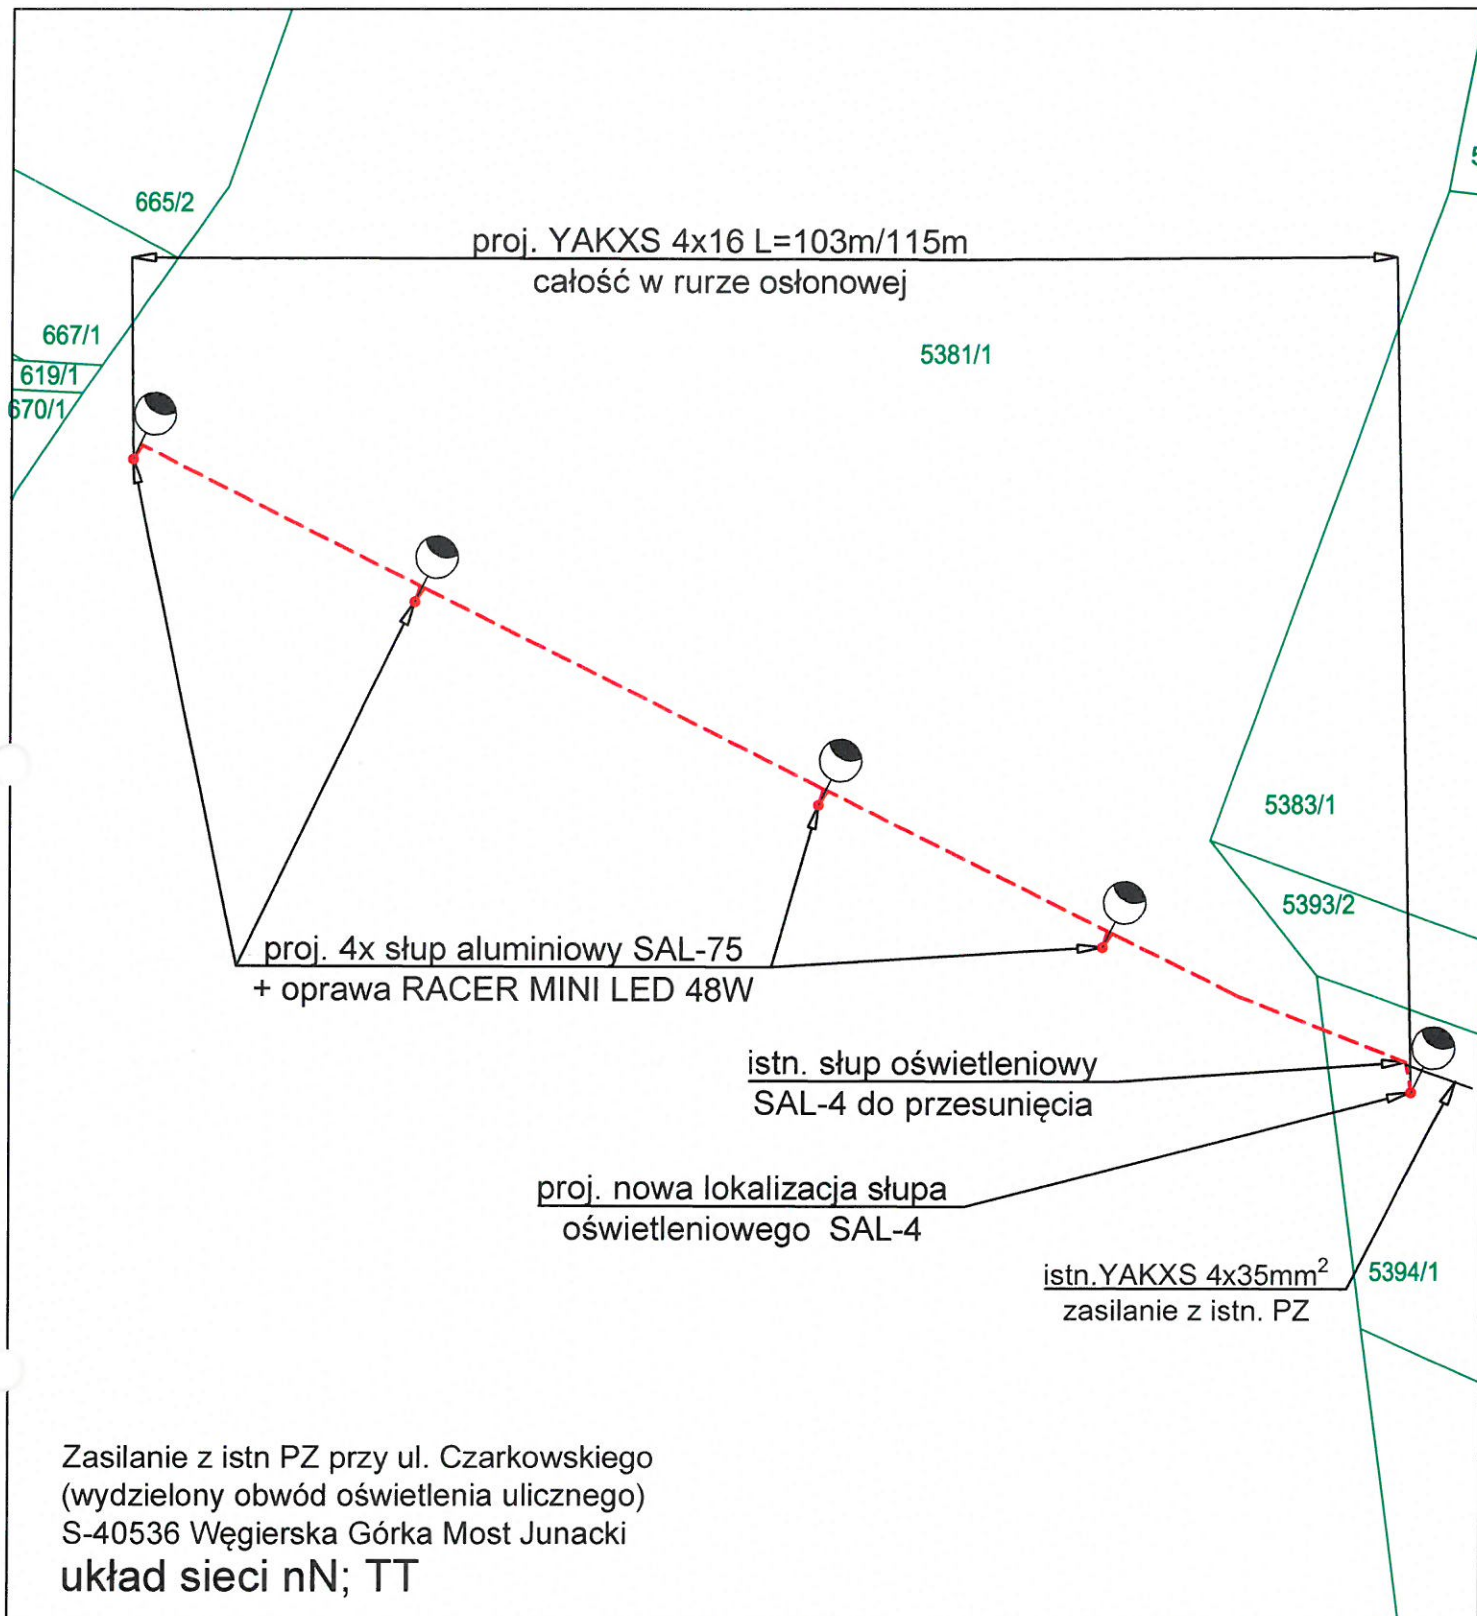 665/2
proj. YAKXS 4x16 L=103m/115m
całość w rurze osłonowej
667/1
5381/1
619/1
670/1
5383/1
5393/2
proj. 4x słup aluminiowy SAL-75
+ oprawa RACER MINI LED 48W
istn. słup oświetleniowy
SAL-4 do przesunięcia
proj. nowa lokalizacja słupa
oświetleniowego SAL-4
istn.YAKXS 4x35mm²
zasilanie z istn. PZ
5394/1
Zasilanie z istn PZ przy ul. Czarkowskiego
(wydzielony obwód oświetlenia ulicznego)
S-40536 Węgierska Górka Most Junacki
układ sieci nN; TT